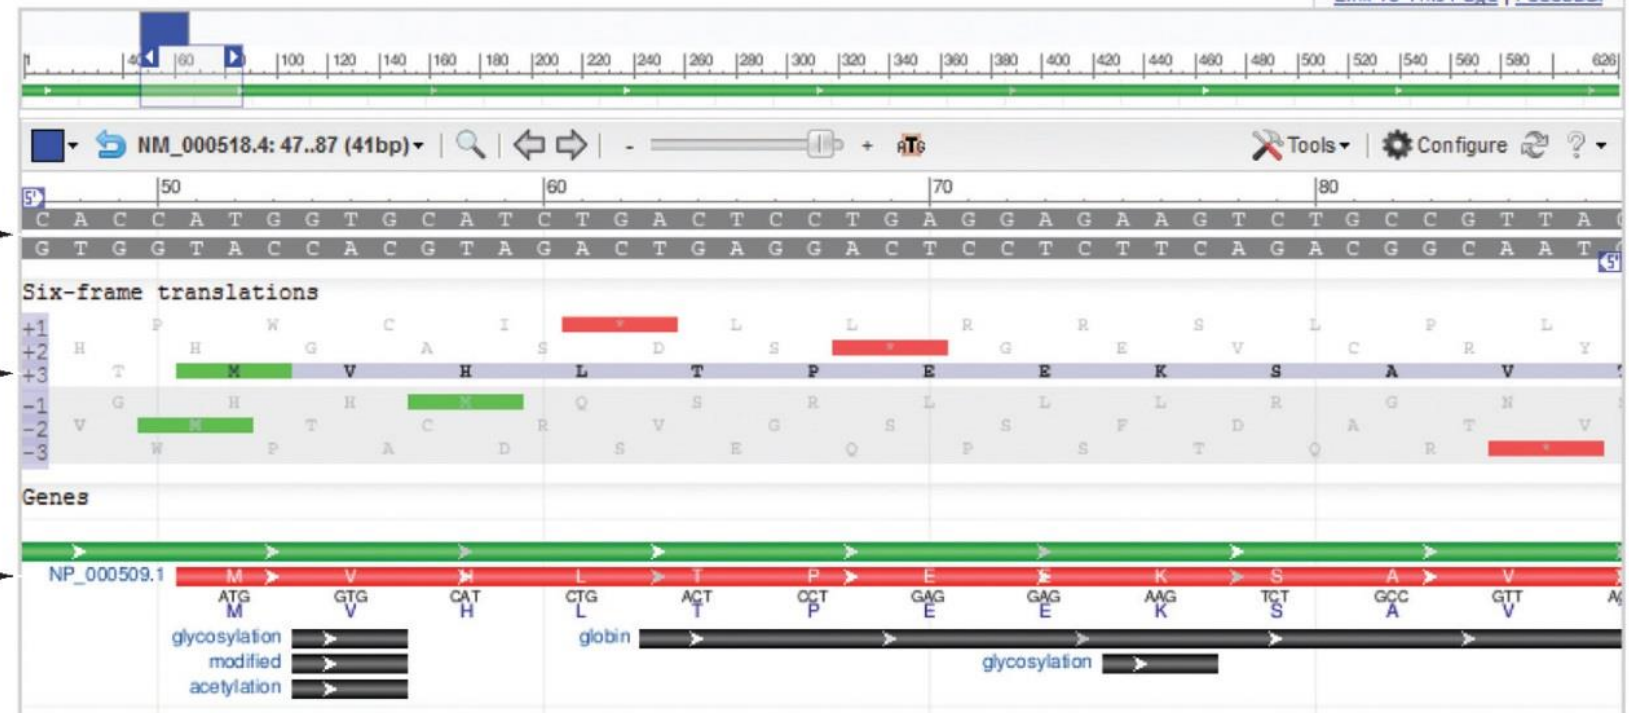 1 40 60 100 120 140 160 180 200 220 240 260 280 300 320 340 360 380 400 420 440 460 480 500 520 540 560 580 626
NM_000518.4: 47..87 (41bp) - + ATG Tools Configure ?
50 60 70 80
5'
C A C C A T G G T G C A T C T G A C T C C T G A G G A G A A G T C T G C C G T T A
G T G G T A C C A C G T A G A C T G A G G A C T C C T C T T C A G A C G G C A A T
5'
Six-frame translations
+1 P W C I * L L R R S L P L
+2 H H G A S D S * G E V C R Y
+3 T M V H L T P E E K S A V
-1 G H H M Q S R L L L R G N
-2 V M T C R V G S S F D A T V
-3 W P A D S E Q P S T Q R *
Genes
NP_000509.1 M V H L T P E E K S A V
ATG GTG CAT CTG ACT CCT GAG GAG AAG TCT GCC GTT
M V H L T P E E K S A V
glycosylation globin
modified glycosylation
acetylation